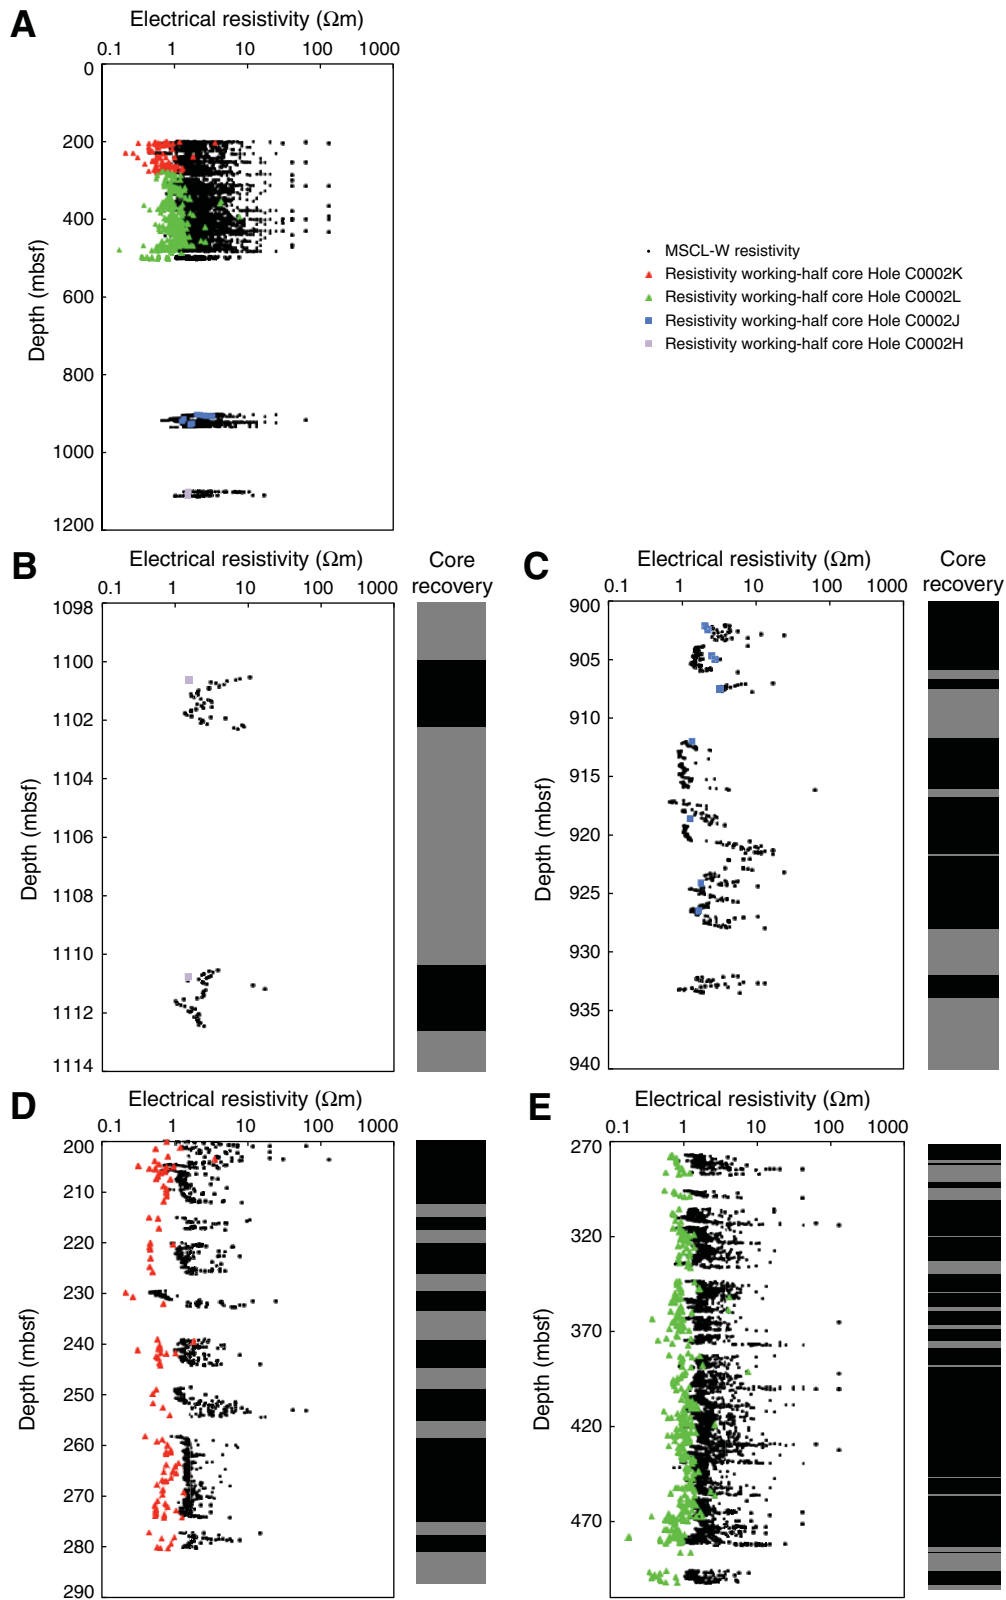 A
Electrical resistivity (Ωm)
0.1 1 10 100 1000
0
200
400
600
800
1000
1200
Depth (mbsf)
MSCL-W resistivity
Resistivity working-half core Hole C0002K
Resistivity working-half core Hole C0002L
Resistivity working-half core Hole C0002J
Resistivity working-half core Hole C0002H
B
Electrical resistivity (Ωm)
Core
recovery
0.1 1 10 100 1000
1098
1100
1102
1104
1106
1108
1110
1112
1114
Depth (mbsf)
C
Electrical resistivity (Ωm)
Core
recovery
0.1 1 10 100 1000
900
905
910
915
920
925
930
935
940
Depth (mbsf)
D
Electrical resistivity (Ωm)
0.1 1 10 100 1000
200
210
220
230
240
250
260
270
280
290
Depth (mbsf)
E
Electrical resistivity (Ωm)
0.1 1 10 100 1000
270
320
370
420
470
Depth (mbsf)